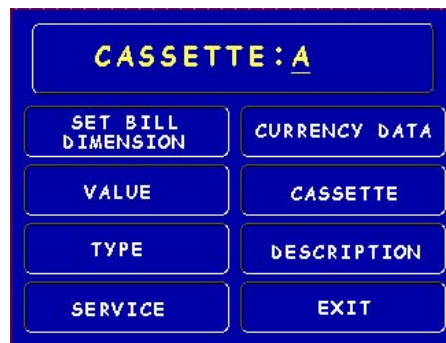 CASSETTE: A
SET BILL
DIMENSION
CURRENCY DATA
VALUE
CASSETTE
TYPE
DESCRIPTION
SERVICE
EXIT